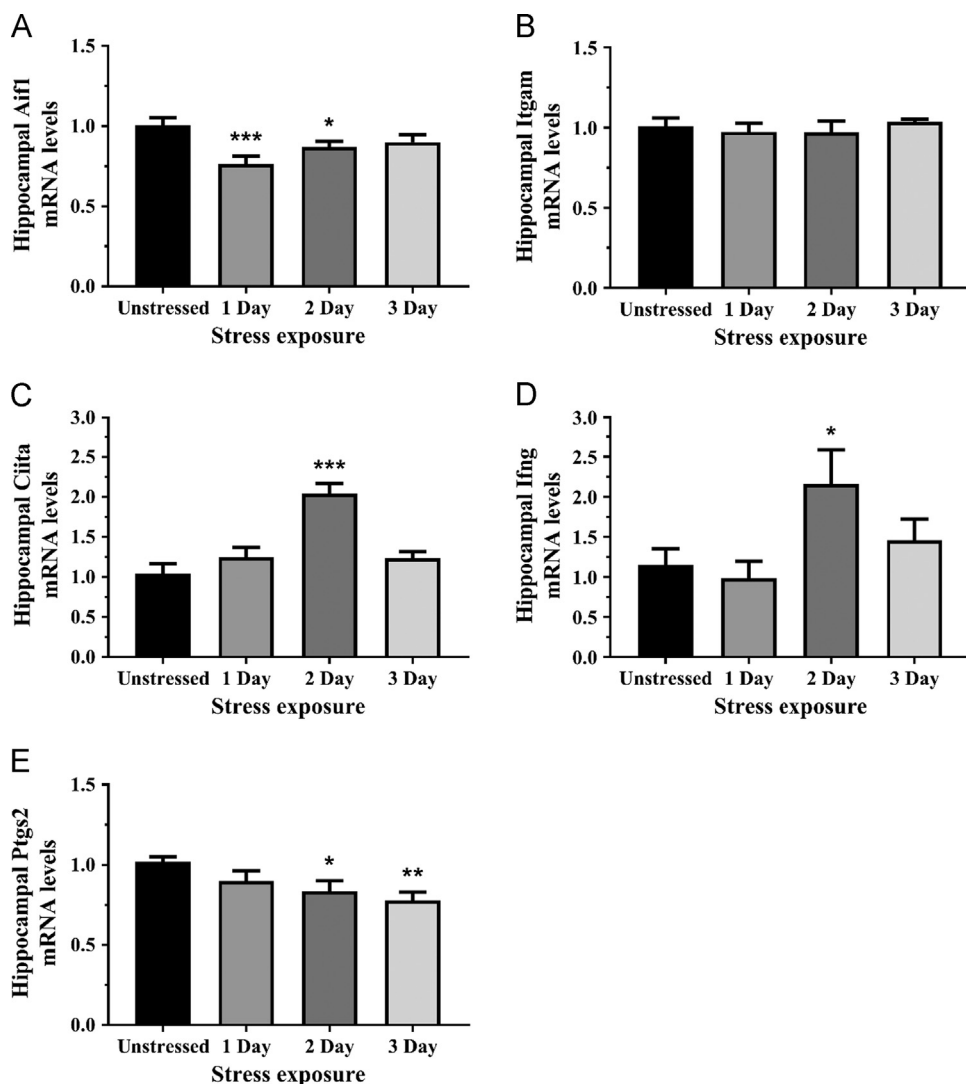 A
Hippocampal Aif1
mRNA levels
1.5
1.0
0.5
0.0
***
*
Unstressed 1 Day 2 Day 3 Day
Stress exposure
B
Hippocampal Itgam
mRNA levels
1.5
1.0
0.5
0.0
Unstressed 1 Day 2 Day 3 Day
Stress exposure
C
Hippocampal Ciita
mRNA levels
3.0
2.5
2.0
1.5
1.0
0.5
0.0
***
Unstressed 1 Day 2 Day 3 Day
Stress exposure
D
Hippocampal Ifng
mRNA levels
3.0
2.5
2.0
1.5
1.0
0.5
0.0
*
Unstressed 1 Day 2 Day 3 Day
Stress exposure
E
Hippocampal Ptgs2
mRNA levels
1.5
1.0
0.5
0.0
*
**
Unstressed 1 Day 2 Day 3 Day
Stress exposure